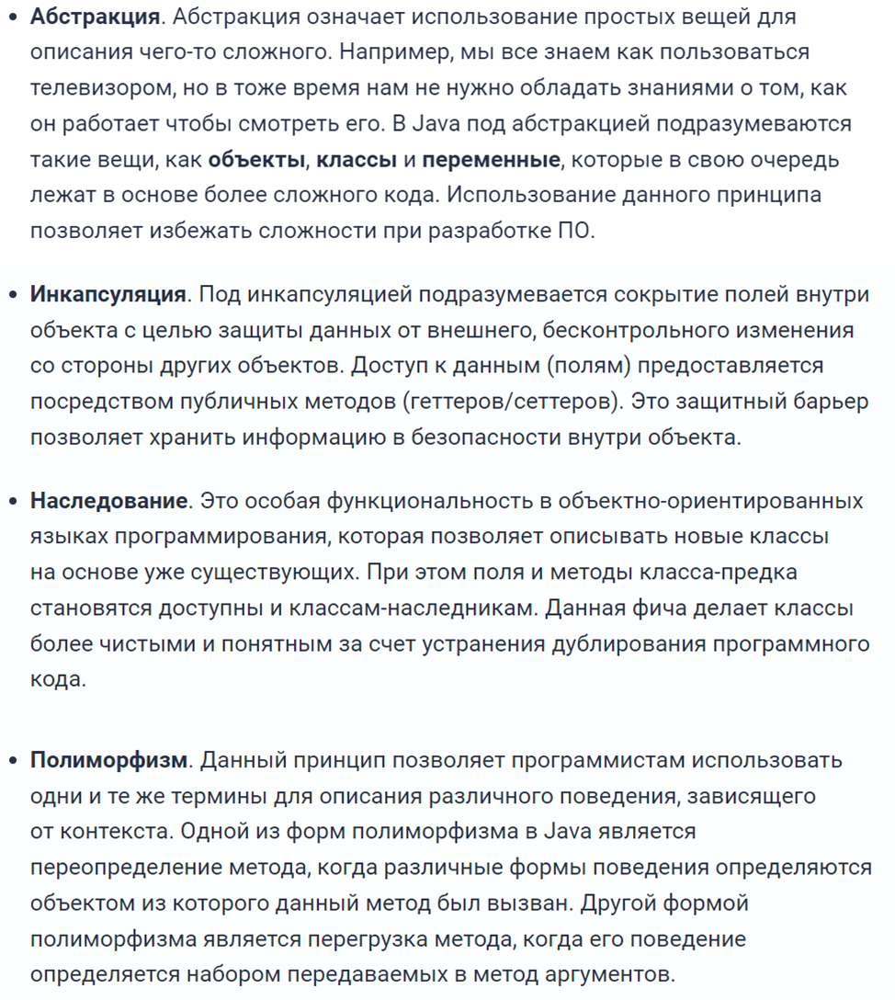 • Абстракция. Абстракция означает использование простых вещей для
описания чего-то сложного. Например, мы все знаем как пользоваться
телевизором, но в тоже время нам не нужно обладать знаниями о том, как
он работает чтобы смотреть его. В Java под абстракцией подразумеваются
такие вещи, как объекты, классы и переменные, которые в свою очередь
лежат в основе более сложного кода. Использование данного принципа
позволяет избежать сложности при разработке ПО.
• Инкапсуляция. Под инкапсуляцией подразумевается сокрытие полей внутри
объекта с целью защиты данных от внешнего, бесконтрольного изменения
со стороны других объектов. Доступ к данным (полям) предоставляется
посредством публичных методов (геттеров/сеттеров). Это защитный барьер
позволяет хранить информацию в безопасности внутри объекта.
• Наследование. Это особая функциональность в объектно-ориентированных
языках программирования, которая позволяет описывать новые классы
на основе уже существующих. При этом поля и методы класса-предка
становятся доступны и классам-наследникам. Данная фича делает классы
более чистыми и понятным за счет устранения дублирования программного
кода.
• Полиморфизм. Данный принцип позволяет программистам использовать
одни и те же термины для описания различного поведения, зависящего
от контекста. Одной из форм полиморфизма в Java является
переопределение метода, когда различные формы поведения определяются
объектом из которого данный метод был вызван. Другой формой
полиморфизма является перегрузка метода, когда его поведение
определяется набором передаваемых в метод аргументов.